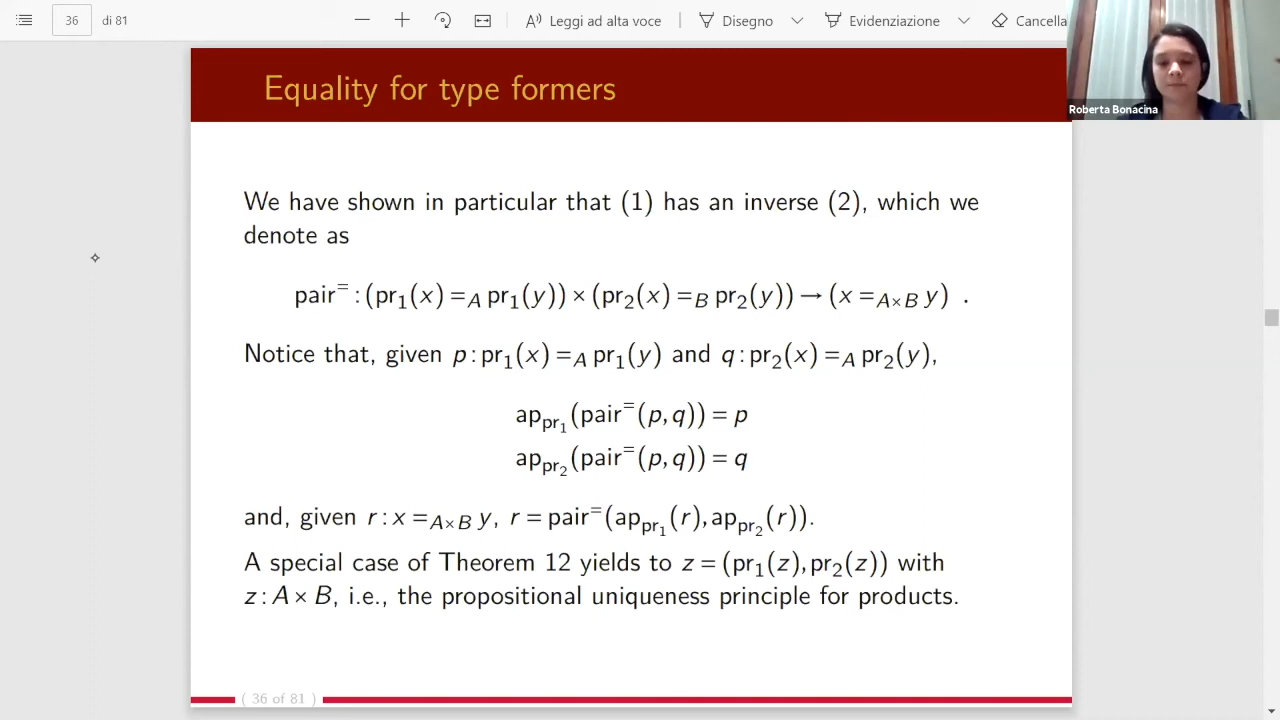 36 di 81 Leggi ad alta voce Disegno Evidenziazione Cancella
Roberta Bonacina
Equality for type formers
We have shown in particular that (1) has an inverse (2), which we
denote as
pair⁼ : (pr₁(x) =_A pr₁(y)) × (pr₂(x) =_B pr₂(y)) → (x =_{A×B} y) .
Notice that, given p : pr₁(x) =_A pr₁(y) and q : pr₂(x) =_A pr₂(y),
ap_{pr₁}(pair⁼(p, q)) = p
ap_{pr₂}(pair⁼(p, q)) = q
and, given r : x =_{A×B} y, r = pair⁼(ap_{pr₁}(r), ap_{pr₂}(r)).
A special case of Theorem 12 yields to z = (pr₁(z), pr₂(z)) with
z : A × B, i.e., the propositional uniqueness principle for products.
( 36 of 81 )